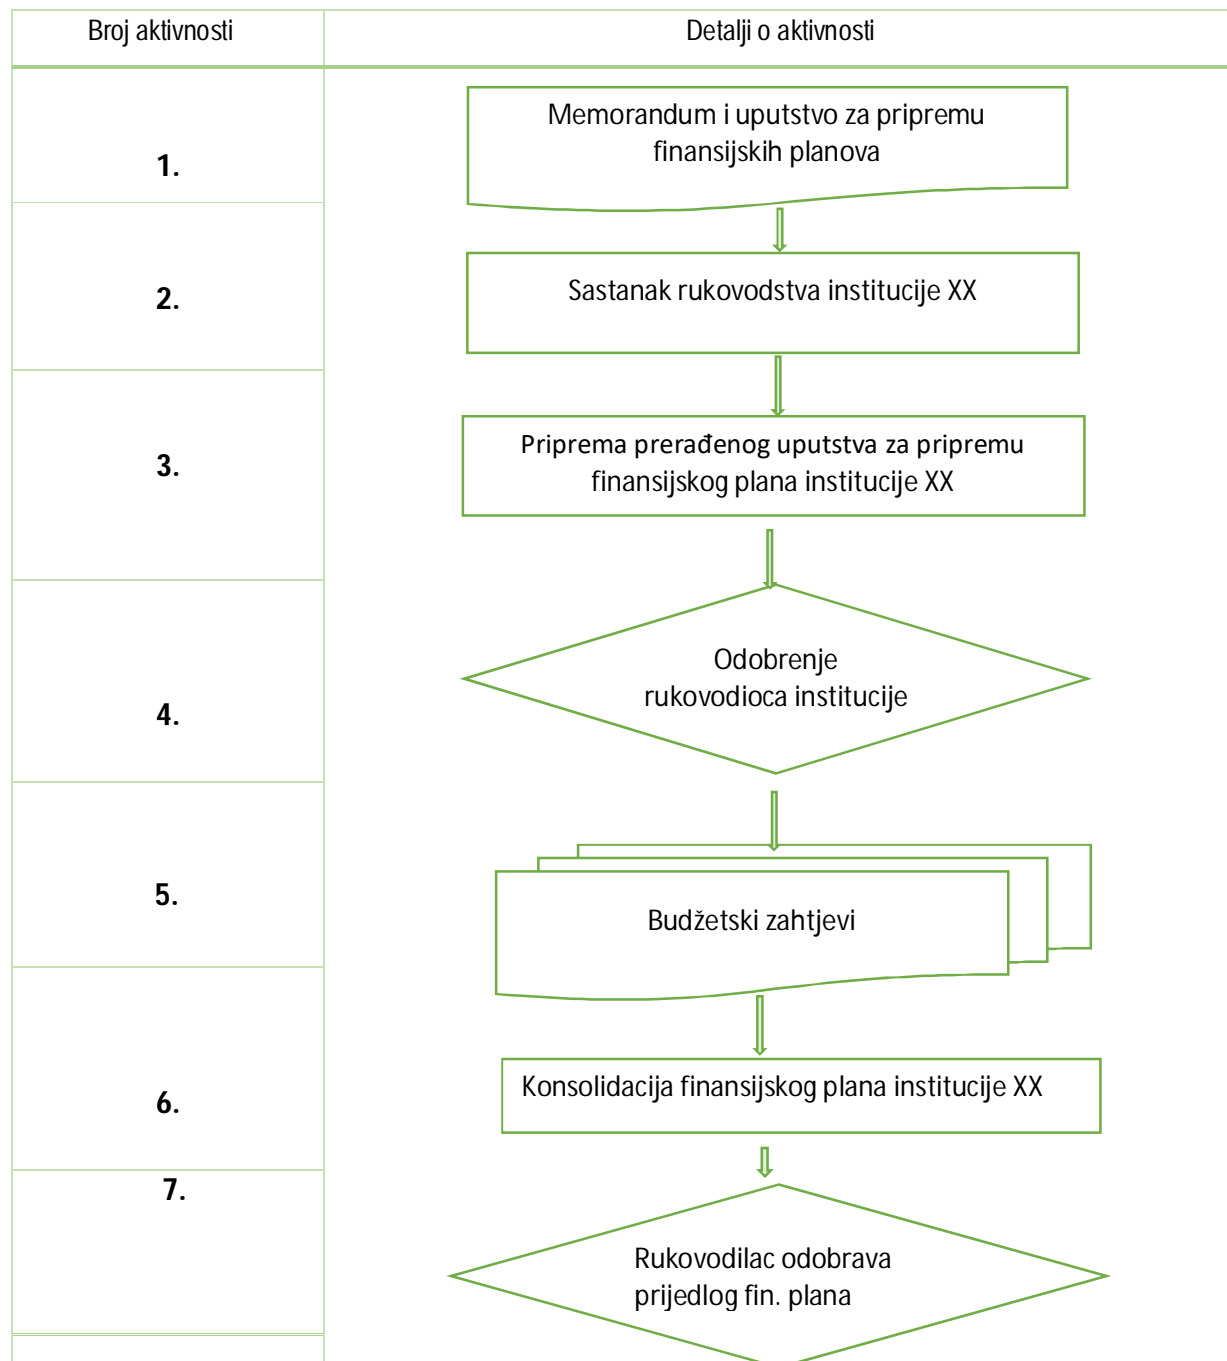 Broj aktivnosti
Detalji o aktivnosti
1.
Memorandum i uputstvo za pripremu
finansijskih planova
2.
Sastanak rukovodstva institucije XX
3.
Priprema prerađenog uputstva za pripremu
finansijskog plana institucije XX
4.
Odobrenje
rukovodioca institucije
5.
Budžetski zahtjevi
6.
Konsolidacija finansijskog plana institucije XX
7.
Rukovodilac odobrava
prijedlog fin. plana